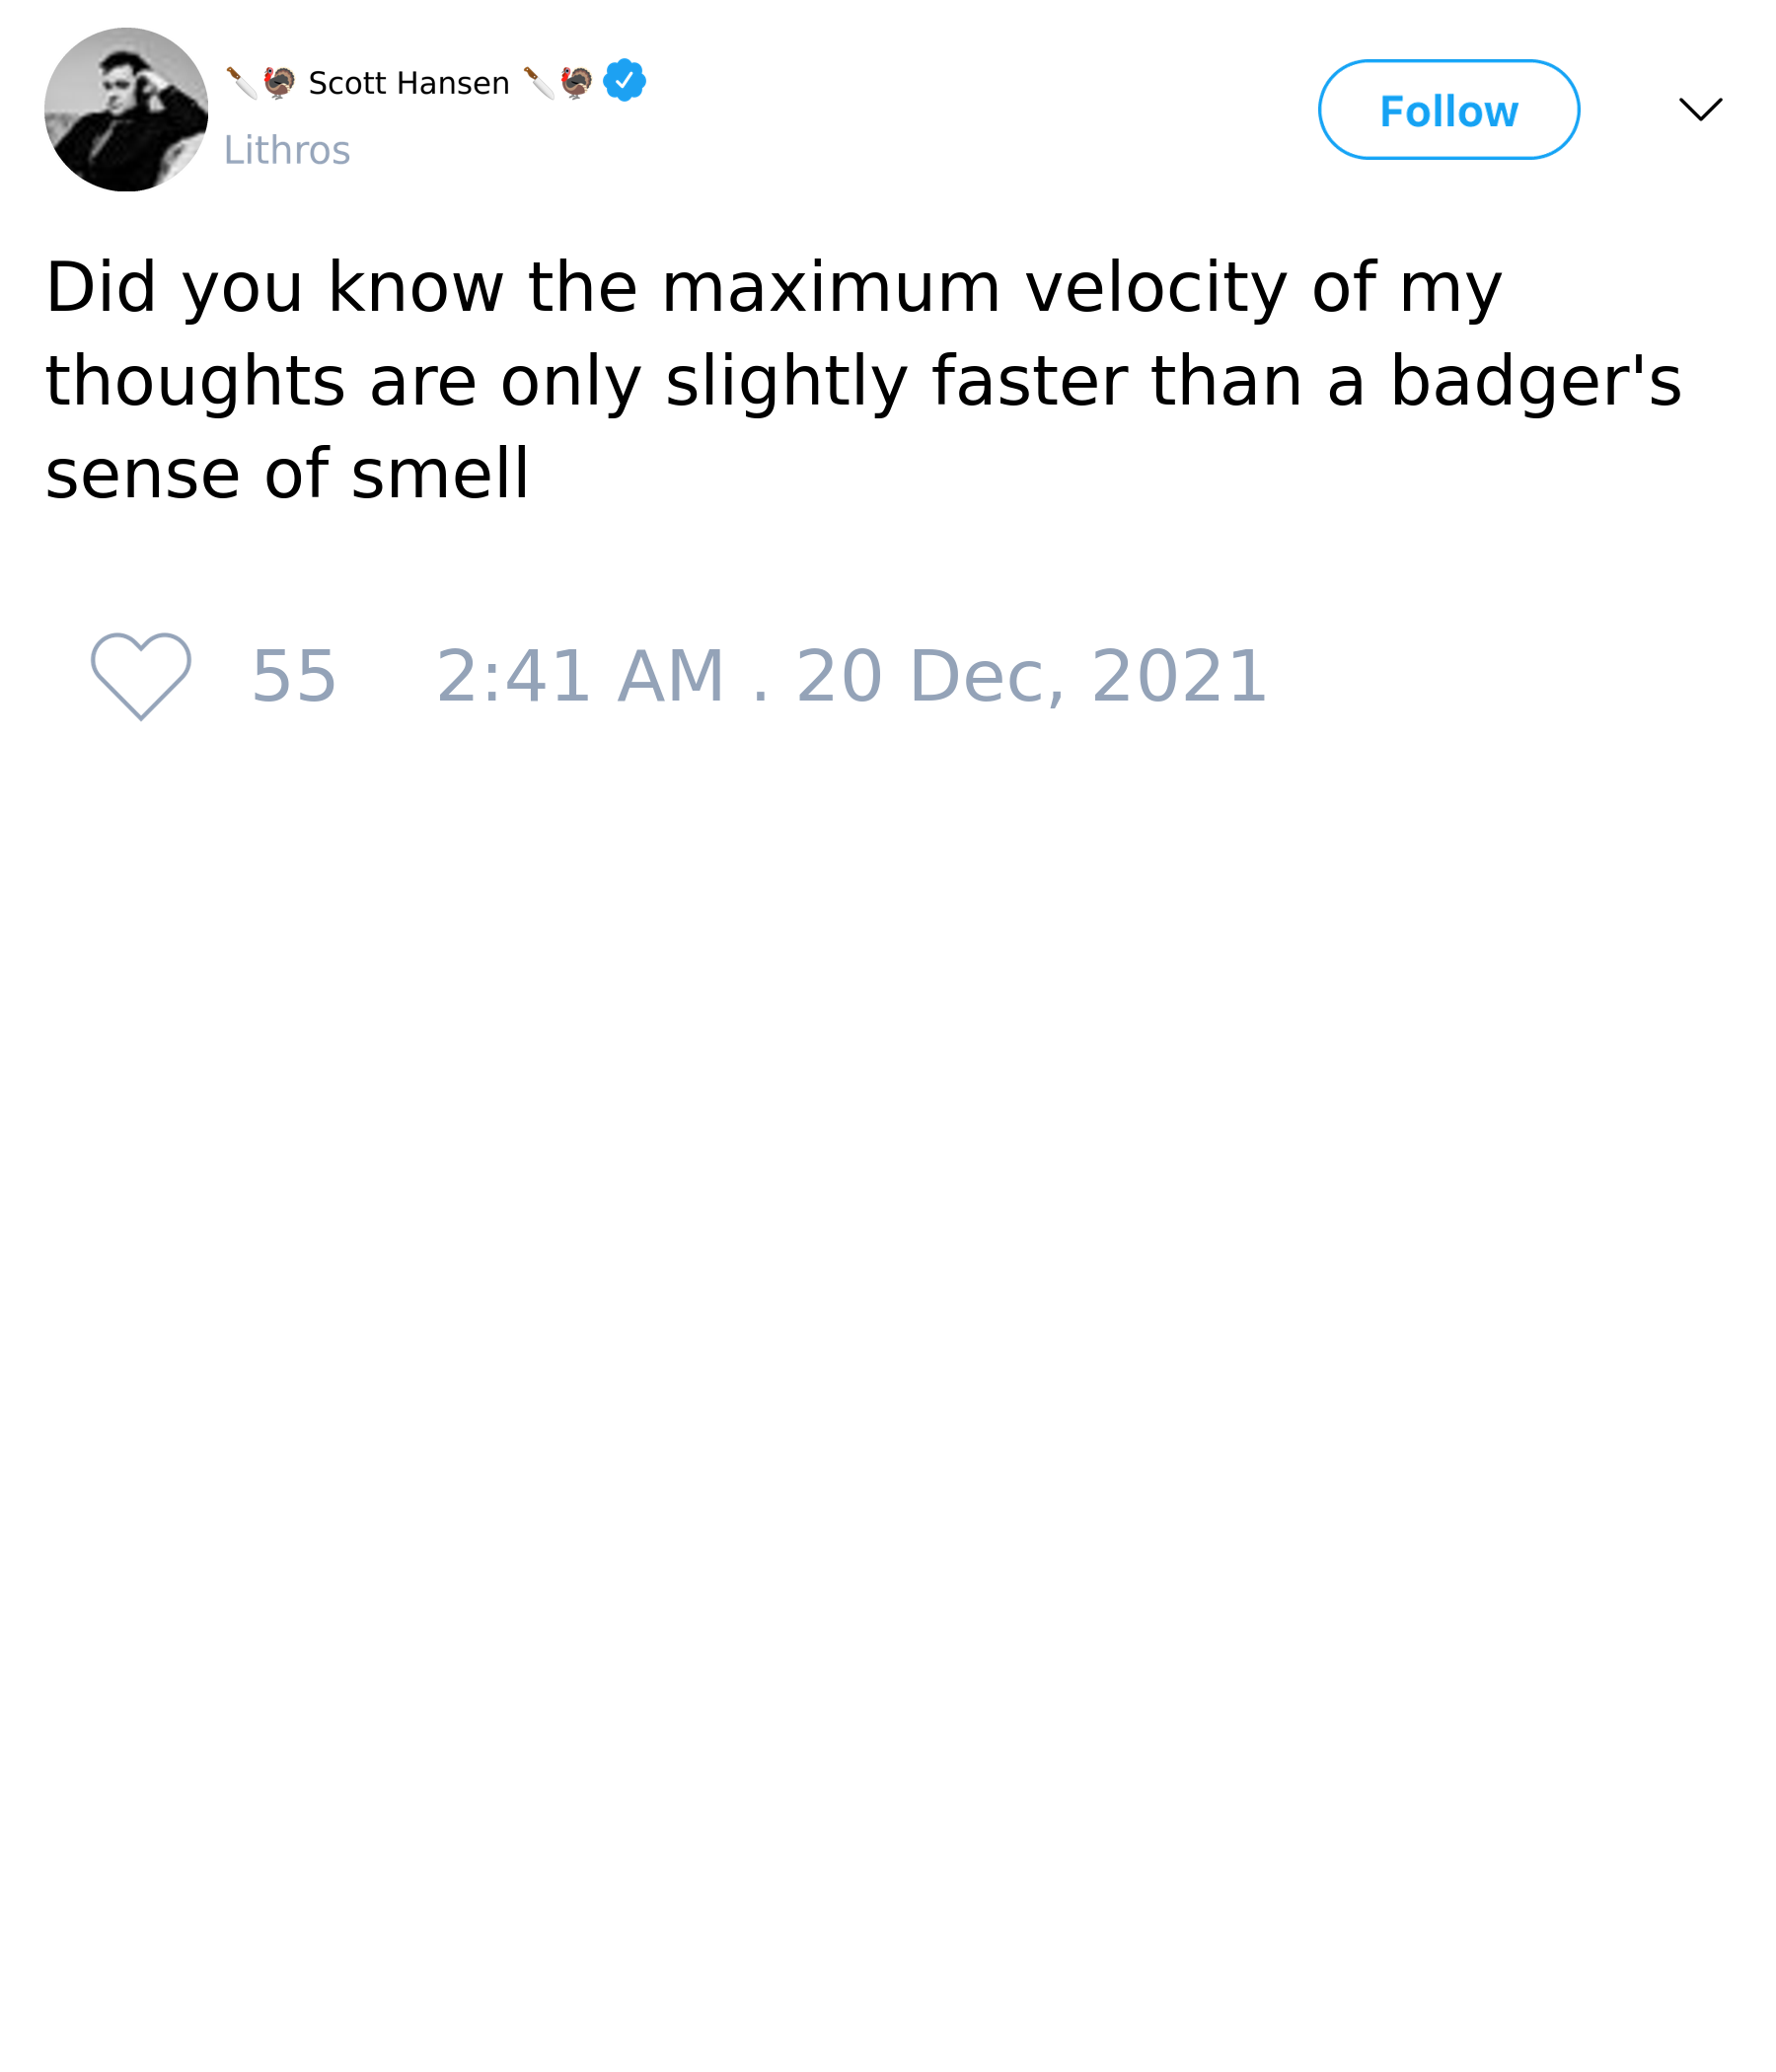 🔪🦃 Scott Hansen 🔪🦃
Lithros
Follow
Did you know the maximum velocity of my
thoughts are only slightly faster than a badger's
sense of smell
55 2:41 AM . 20 Dec, 2021